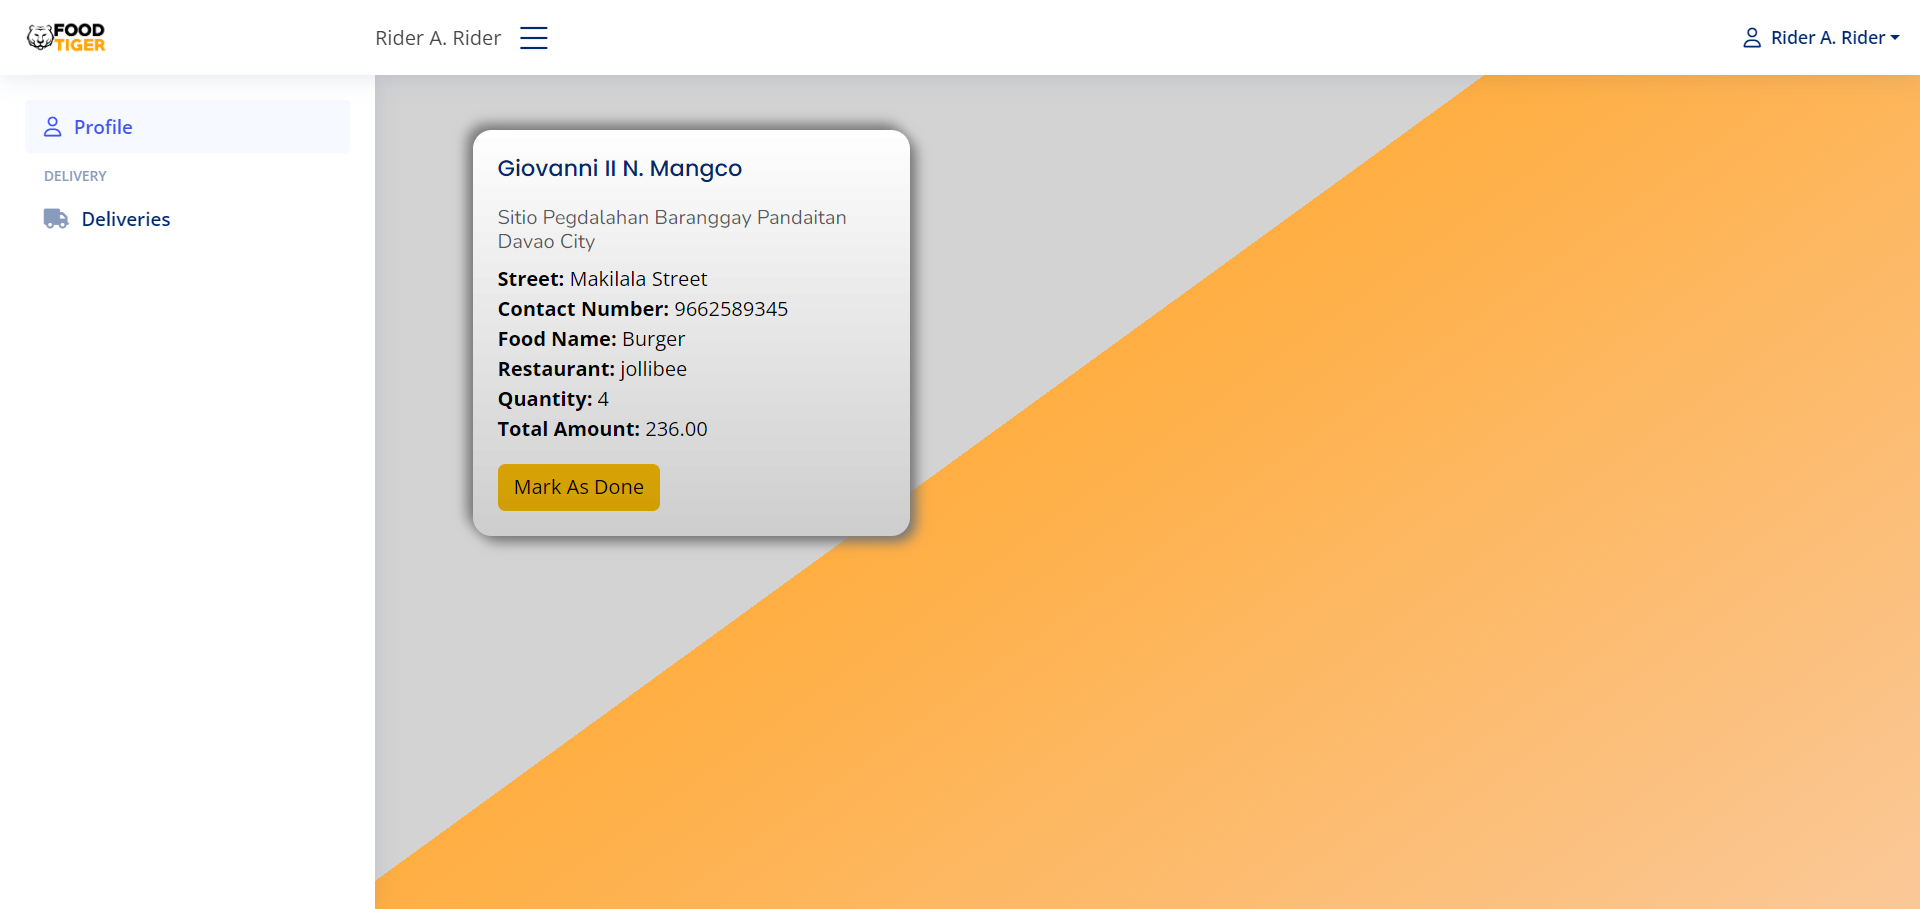 FOOD
TIGER
Rider A. Rider
Rider A. Rider
Profile
DELIVERY
Deliveries
Giovanni II N. Mangco
Sitio Pegdalahan Baranggay Pandaitan
Davao City
Street: Makilala Street
Contact Number: 9662589345
Food Name: Burger
Restaurant: jollibee
Quantity: 4
Total Amount: 236.00
Mark As Done